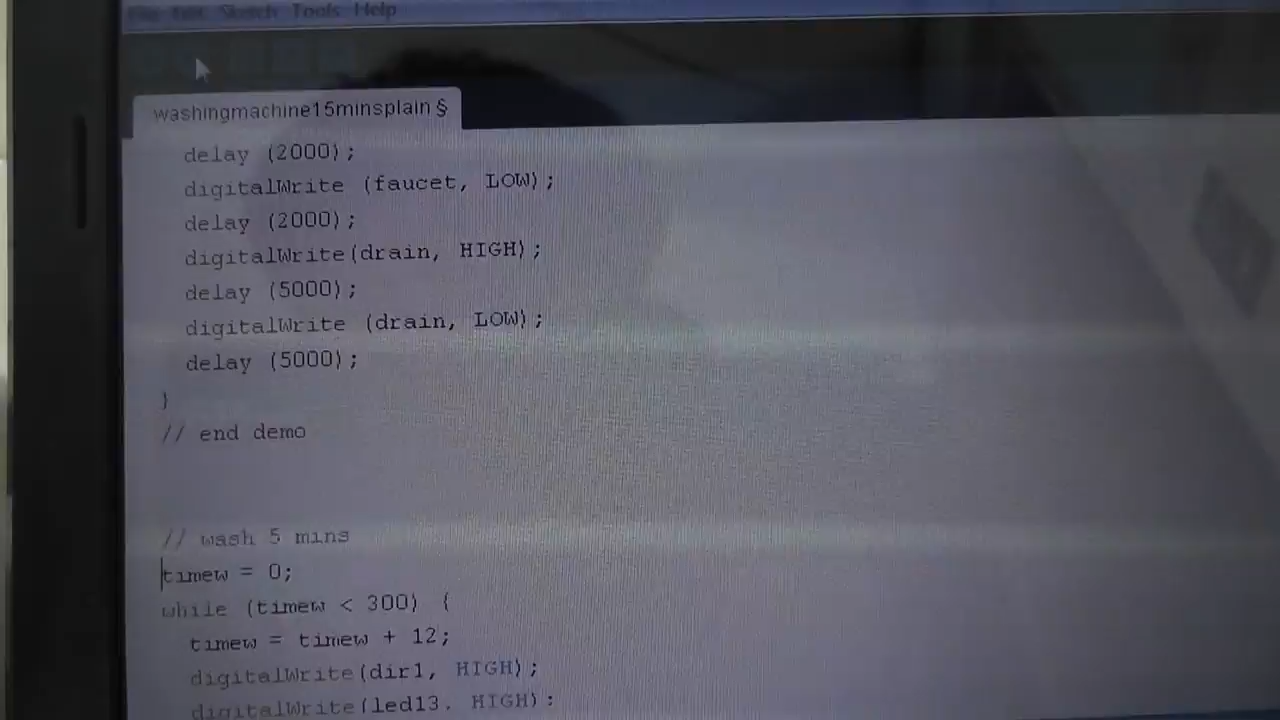 File Edit Sketch Tools Help
washingmachine15minsplain §
delay (2000);
digitalWrite (faucet, LOW);
delay (2000);
digitalWrite(drain, HIGH);
delay (5000);
digitalWrite (drain, LOW);
delay (5000);
}
// end demo
// wash 5 mins
timew = 0;
while (timew < 300) {
timew = timew + 12;
digitalWrite(dir1, HIGH);
digitalWrite(led13, HIGH);